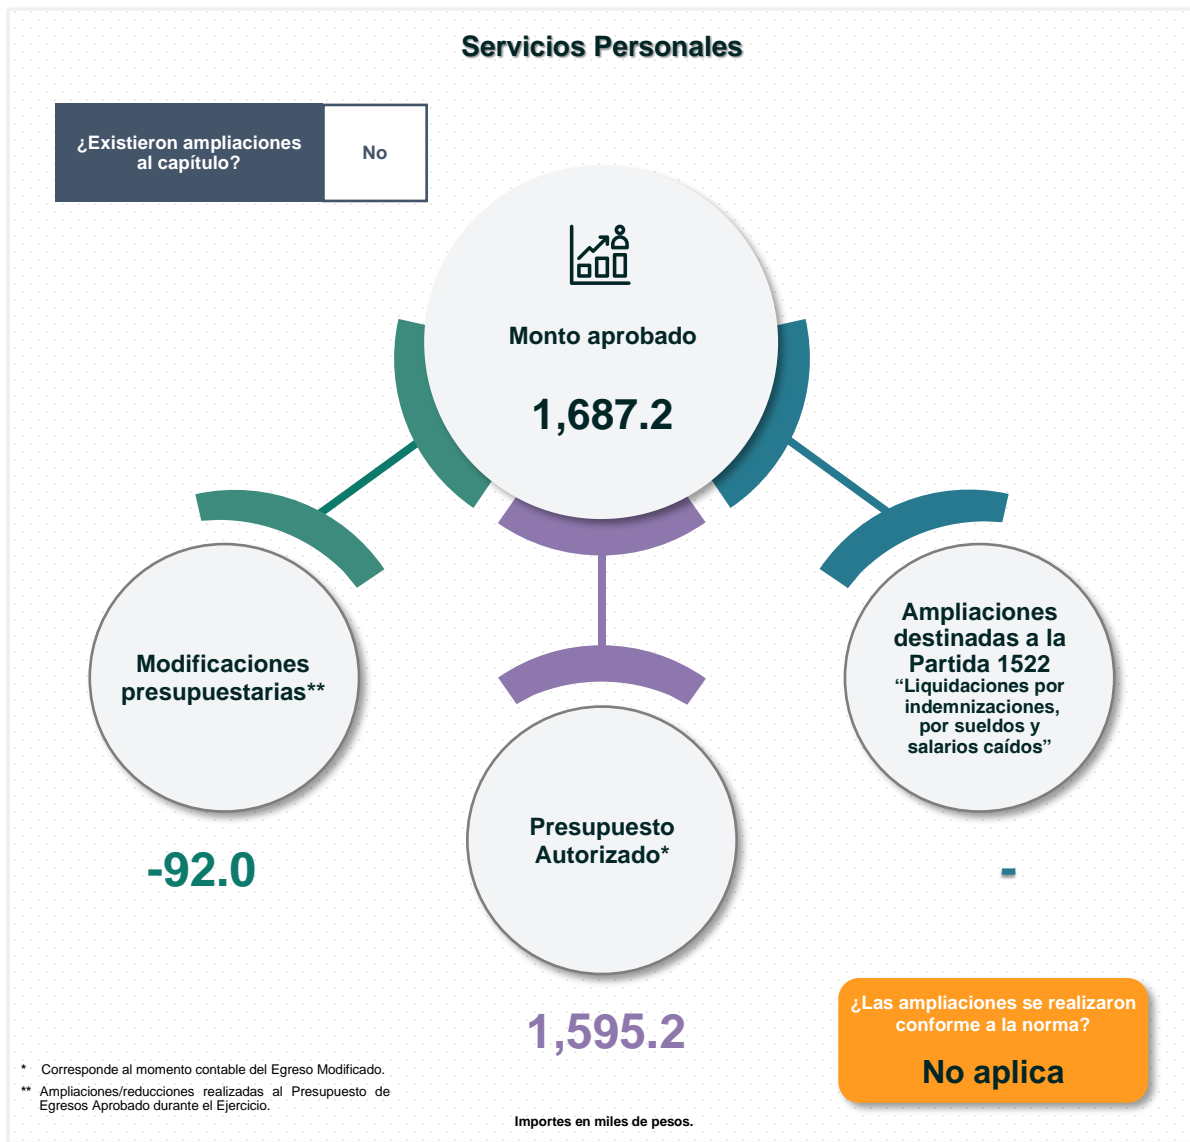 Servicios Personales
¿Existieron ampliaciones
al capítulo?
No
Monto aprobado
1,687.2
Modificaciones
presupuestarias**
-92.0
Presupuesto
Autorizado*
1,595.2
Ampliaciones
destinadas a la
Partida 1522
“Liquidaciones por
indemnizaciones,
por sueldos y
salarios caídos”
-
¿Las ampliaciones se realizaron
conforme a la norma?
No aplica
* Corresponde al momento contable del Egreso Modificado.
** Ampliaciones/reducciones realizadas al Presupuesto de
Egresos Aprobado durante el Ejercicio.
Importes en miles de pesos.